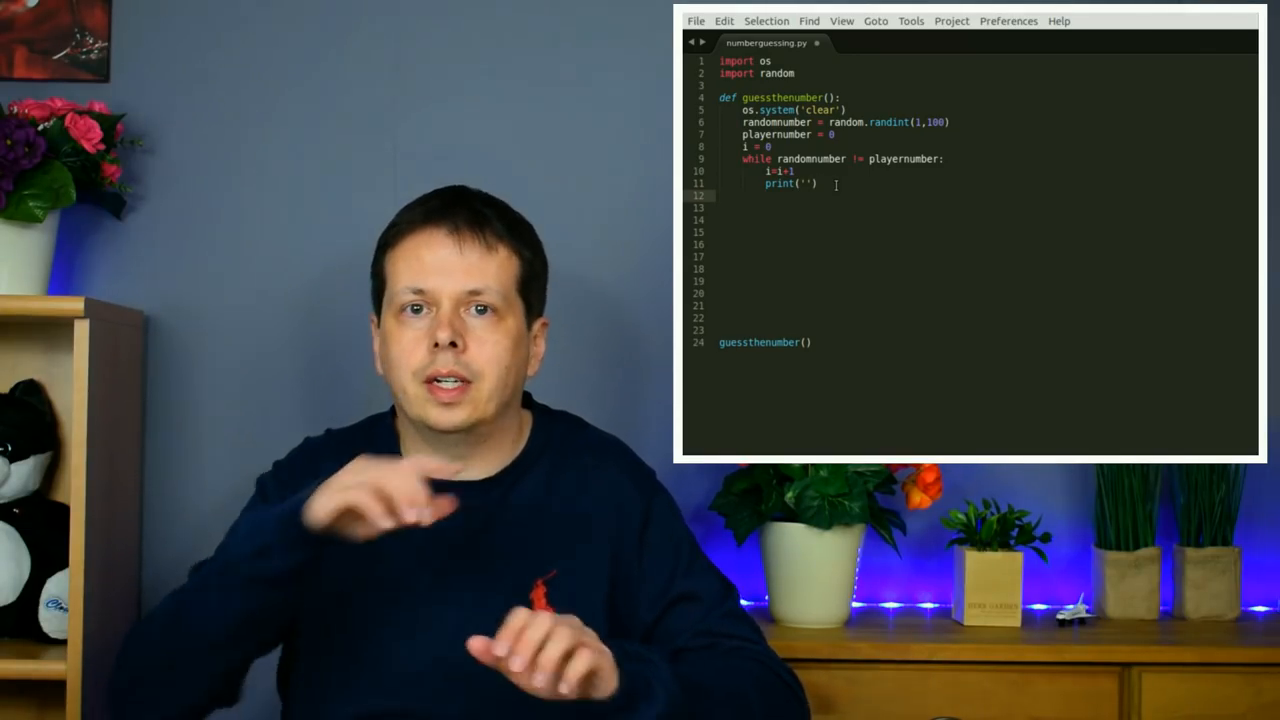 File Edit Selection Find View Goto Tools Project Preferences Help
numberguessing.py
1 import os
2 import random
3
4 def guessthenumber():
5 os.system('clear')
6 randomnumber = random.randint(1,100)
7 playernumber = 0
8 i = 0
9 while randomnumber != playernumber:
10 i=i+1
11 print('')
12
13
14
15
16
17
18
19
20
21
22
23
24 guessthenumber()
HERB GARDEN